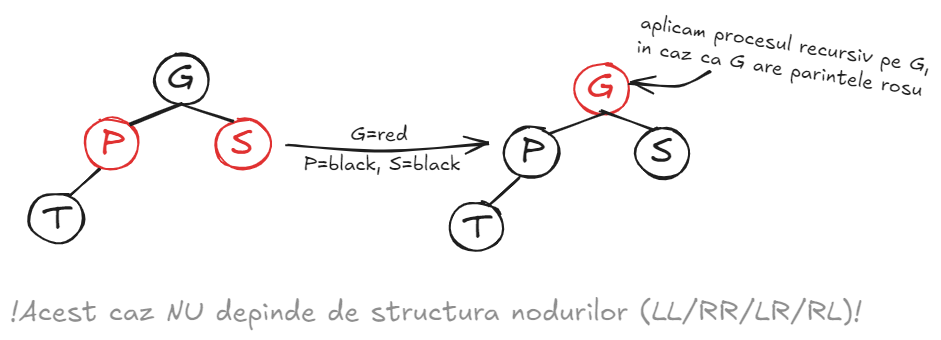 aplicam procesul recursiv pe G,
in caz ca G are parintele rosu
G
G
P
S
G=red
P=black, S=black
P
S
T
T
!Acest caz NU depinde de structura nodurilor (LL/RR/LR/RL)!